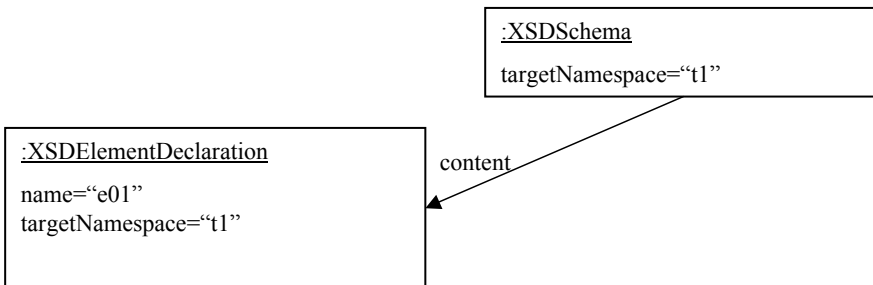 :XSDSchema
targetNamespace=“t1”
:XSDElementDeclaration
content
name=“e01”
targetNamespace=“t1”